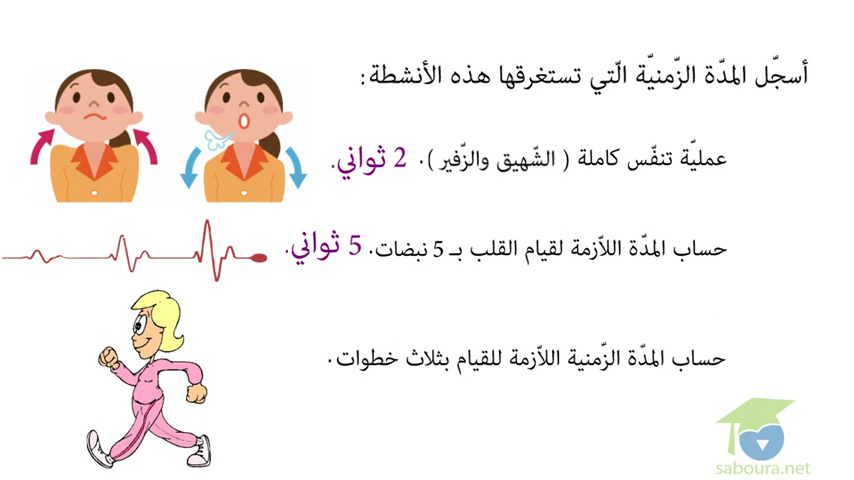 أسجّل المدّة الزّمنيّة الّتي تستغرقها هذه الأنشطة:
عمليّة تنفّس كاملة ( الشّهيق والزّفير ). 2 ثواني.
حساب المدّة اللاّزمة لقيام القلب بـ 5 نبضات. 5 ثواني.
حساب المدّة الزّمنية اللاّزمة للقيام بثلاث خطوات.
saboura.net